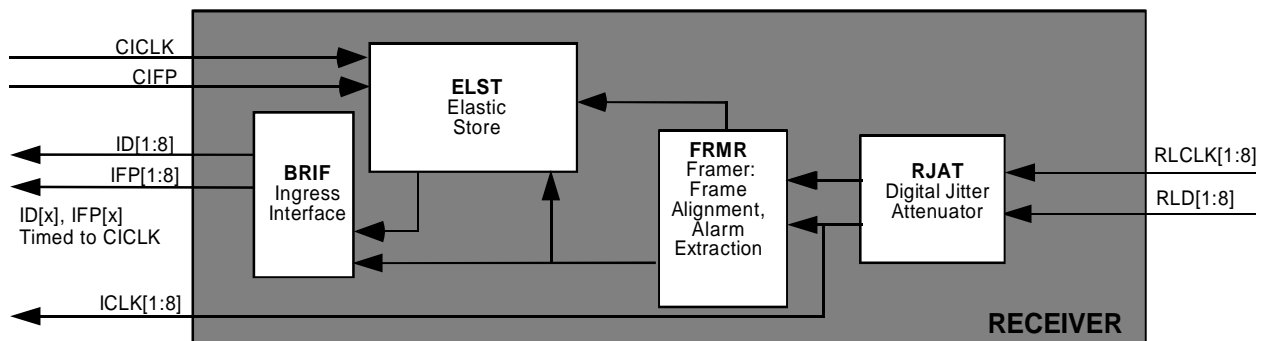 CICLK
CIFP
ID[1:8]
IFP[1:8]
ID[x], IFP[x]
Timed to CICLK
ICLK[1:8]
BRIF
Ingress
Interface
ELST
Elastic
Store
FRMR
Framer:
Frame
Alignment,
Alarm
Extraction
RJAT
Digital Jitter
Attenuator
RLCLK[1:8]
RLD[1:8]
RECEIVER